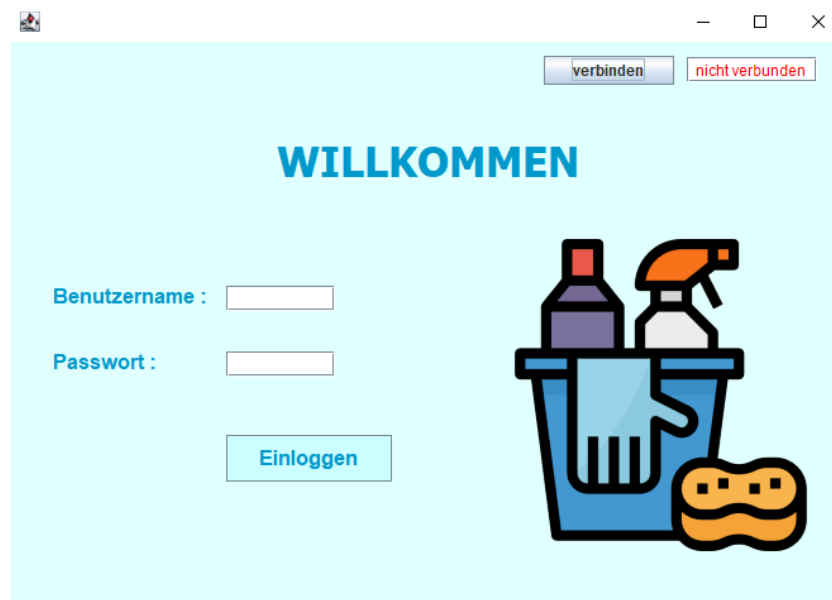 verbinden
nicht verbunden
WILLKOMMEN
Benutzername :
Passwort :
Einloggen